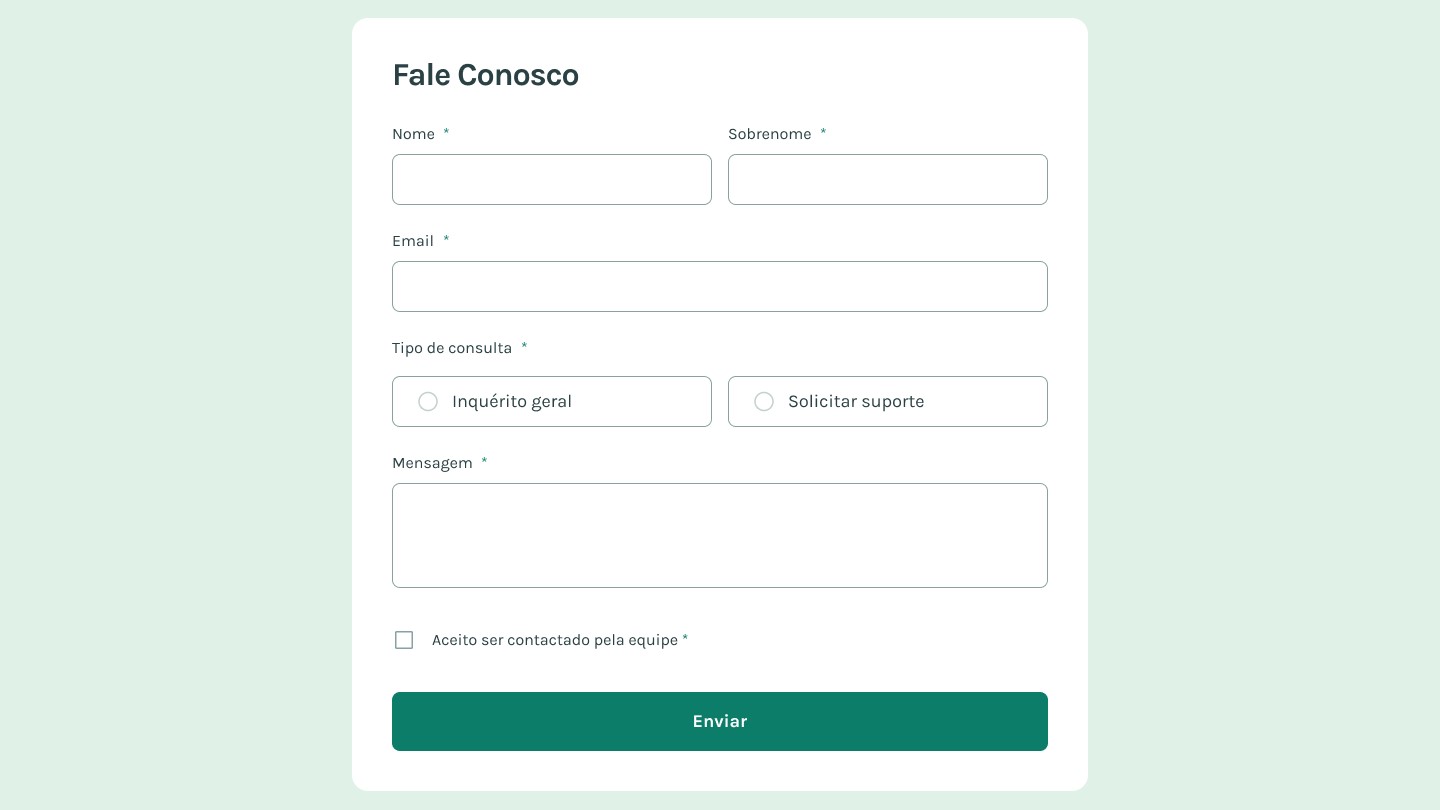 Fale Conosco
Nome *
Sobrenome *
Email *
Tipo de consulta *
Inquérito geral
Solicitar suporte
Mensagem *
Aceito ser contactado pela equipe *
Enviar